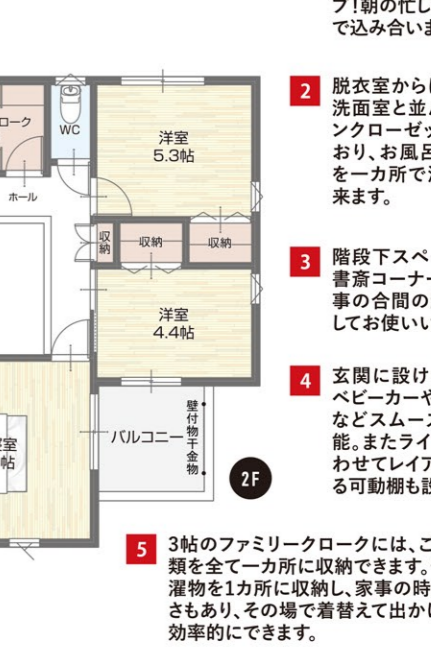 プ！朝の忙し
で込み合いま
2
脱衣室から
洗面室と並
ンクローゼッ
おり、お風呂
を一カ所で
来ます。
3
階段下スペ
書斎コーナー
事の合間の
してお使いい
4
玄関に設け
ベビーカーや
などスムース
能。またライ
わせてレイア
る可動棚も設
5
3帖のファミリークロークには、こ
類を全て一カ所に収納できます。
濯物を1カ所に収納し、家事の時
さもあり、その場で着替えて出か
効率的にできます。
ローク
WC
洋室
5.3帖
ホール
収納
収納
収納
洋室
4.4帖
室
帖
バルコニー
壁付物干金物
2F